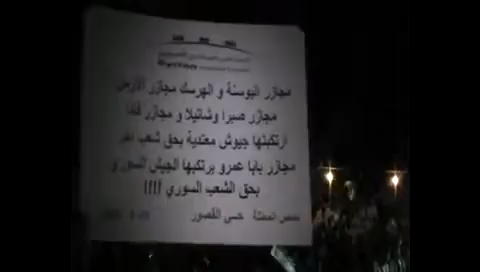 مجازر البوسنة و الهرسك مجازر الأرمن
مجازر صبرا وشاتيلا و مجازر قانا
ارتكبتها جيوش معتدية بحق شعب آخر
مجازر بابا عمرو يرتكبها الجيش السوري
بحق الشعب السوري !!!!
حمص المحتلة حي القصور